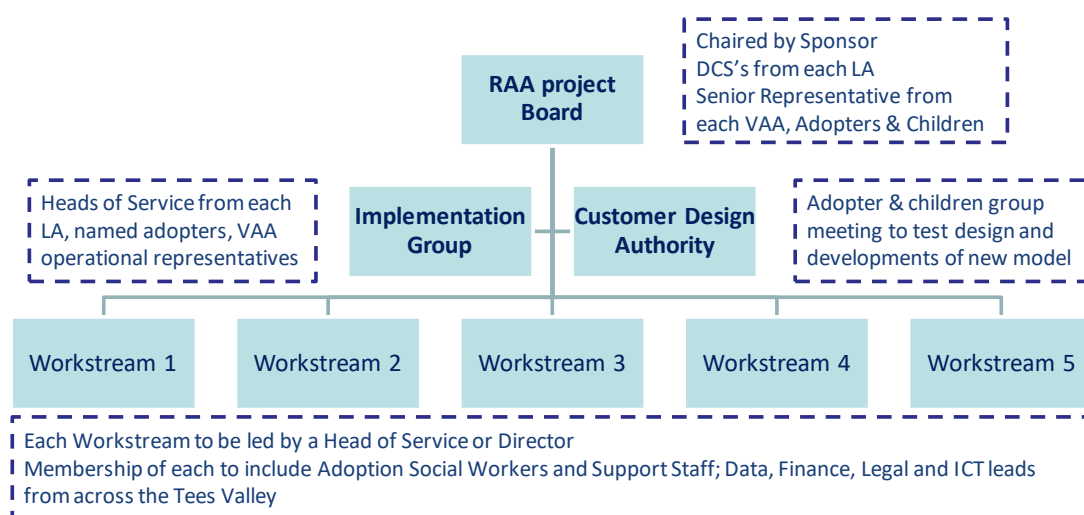 Chaired by Sponsor
DCS's from each LA
Senior Representative from
each VAA, Adopters & Children
RAA project
Board
Heads of Service from each
LA, named adopters, VAA
operational representatives
Implementation
Group
Customer Design
Authority
Adopter & children group
meeting to test design and
developments of new model
Workstream 1
Workstream 2
Workstream 3
Workstream 4
Workstream 5
Each Workstream to be led by a Head of Service or Director
Membership of each to include Adoption Social Workers and Support Staff; Data, Finance, Legal and ICT leads
from across the Tees Valley